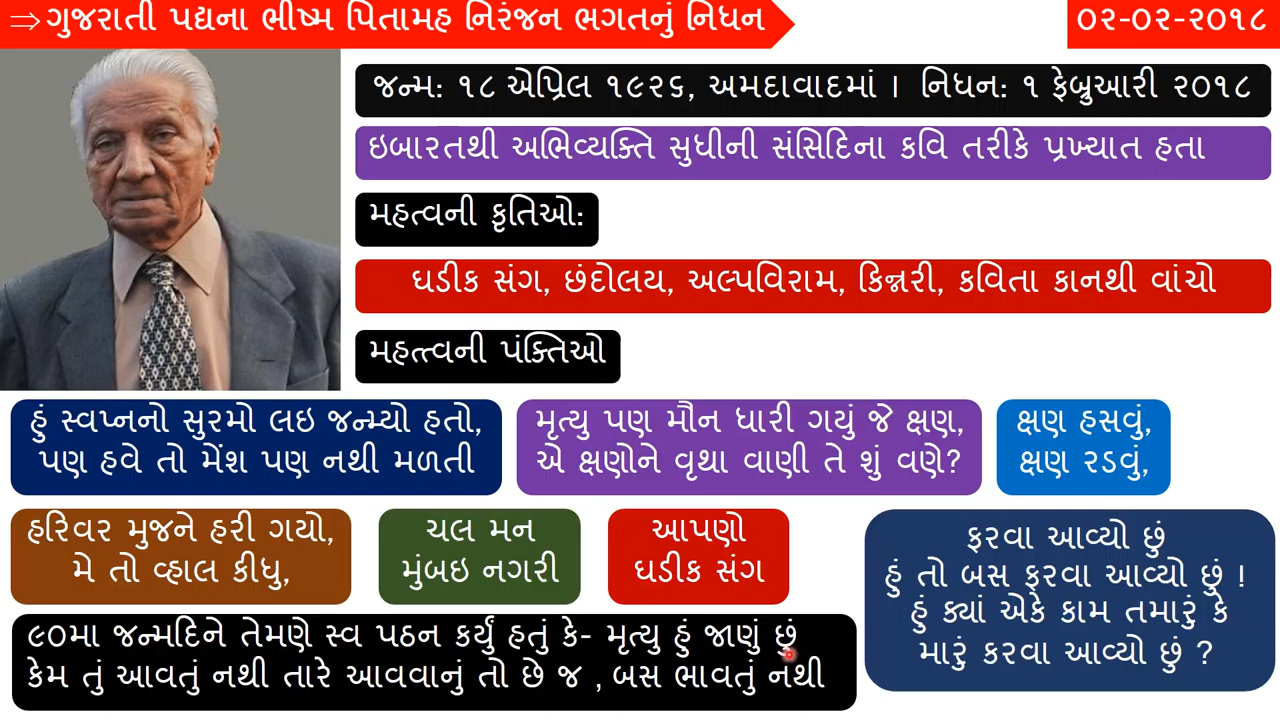 ⇒ ગુજરાતી પદ્યના ભીષ્મ પિતામહ નિરંજન ભગતનું નિધન
૦૨-૦૨-૨૦૧૮
જન્મ: ૧૮ એપ્રિલ ૧૯૨૬, અમદાવાદમાં । નિધન: ૧ ફેબ્રુઆરી ૨૦૧૮
ઇબારતથી અભિવ્યક્તિ સુધીની સંસિદિના કવિ તરીકે પ્રખ્યાત હતા
મહત્વની કૃતિઓ:
ઘડીક સંગ, છંદોલય, અલ્પવિરામ, કિન્નરી, કવિતા કાનથી વાંચો
મહત્ત્વની પંક્તિઓ
હું સ્વપ્નનો સુરમો લઇ જન્મ્યો હતો,
પણ હવે તો મેંશ પણ નથી મળતી
મૃત્યુ પણ મૌન ધારી ગયું જે ક્ષણ,
એ ક્ષણોને વૃથા વાણી તે શું વણે?
ક્ષણ હસવું,
ક્ષણ રડવું,
હરિવર મુજને હરી ગયો,
મે તો વ્હાલ કીધુ,
ચલ મન
મુંબઇ નગરી
આપણો
ઘડીક સંગ
ફરવા આવ્યો છું
હું તો બસ ફરવા આવ્યો છું !
હું ક્યાં એકે કામ તમારું કે
મારું કરવા આવ્યો છું ?
૯૦મા જન્મદિને તેમણે સ્વ પઠન કર્યું હતું કે- મૃત્યુ હું જાણું છું
કેમ તું આવતું નથી તારે આવવાનું તો છે જ , બસ ભાવતું નથી